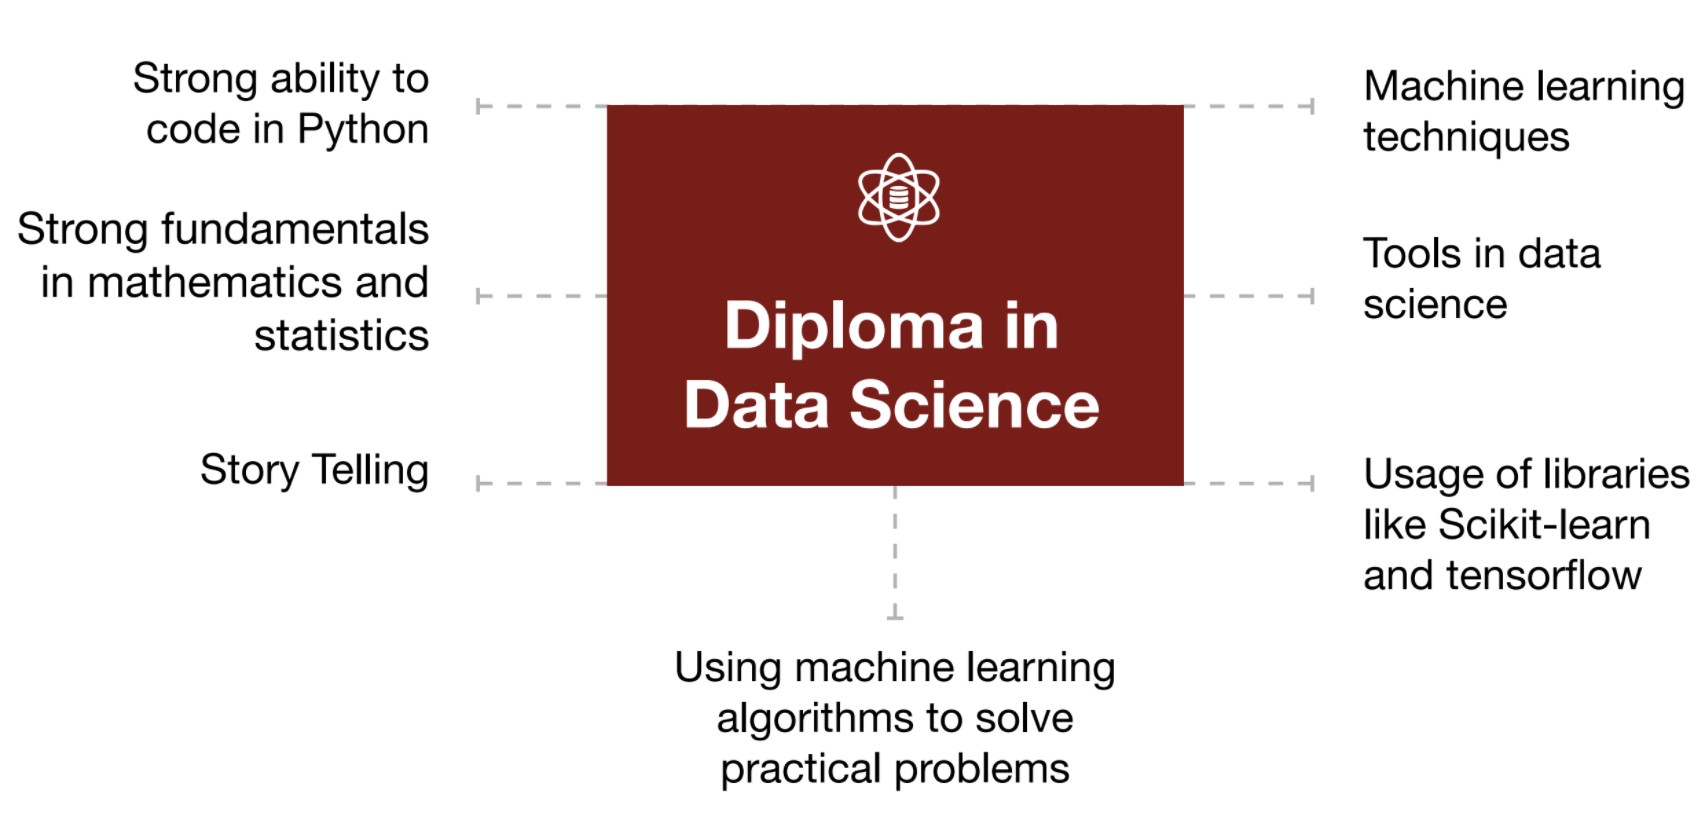 Strong ability to
code in Python
Strong fundamentals
in mathematics and
statistics
Story Telling
Diploma in
Data Science
Machine learning
techniques
Tools in data
science
Usage of libraries
like Scikit-learn
and tensorflow
Using machine learning
algorithms to solve
practical problems